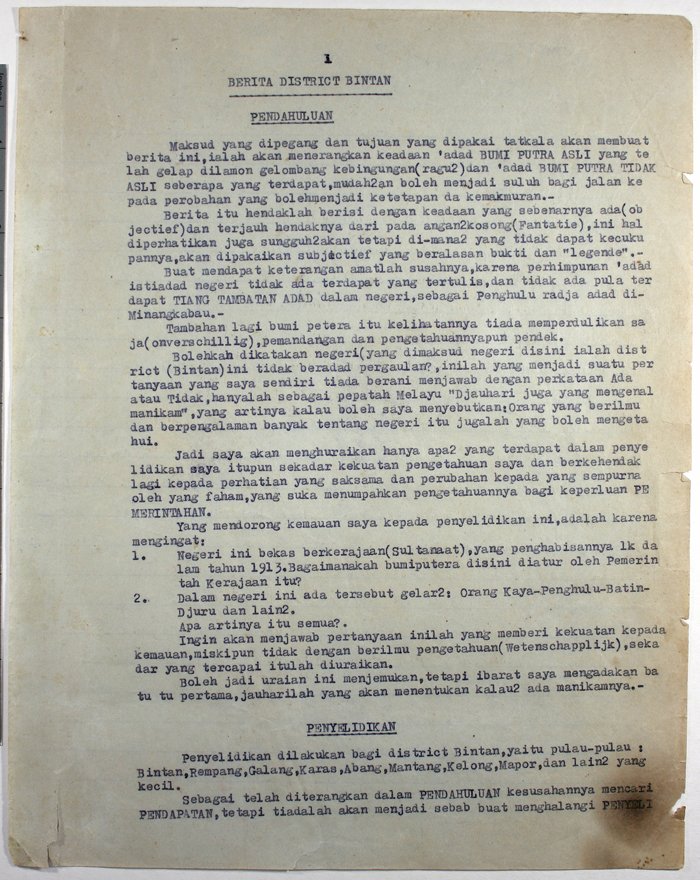 1
BERITA DISTRICT BINTAN
PENDAHULUAN
Maksud yang dipegang dan tujuan yang dipakai tatkala akan membuat
berita ini,ialah akan menerangkan keadaan 'adad BUMI PUTRA ASLI yang te
lah gelap dilamon gelombang kebingungan(ragu2)dan 'adad BUMI PUTRA TIDAK
ASLI seberapa yang terdapat,mudah2an boleh menjadi suluh bagi jalan ke
pada perobahan yang bolehmenjadi ketetapan da kemakmuran.-
Berita itu hendaklah berisi dengan keadaan yang sebenarnya ada(ob
jectief)dan terjauh hendaknya dari pada angan2kosong(Fantatie),ini hal
diperhatikan juga sungguh2akan tetapi di-mana2 yang tidak dapat kecuku
pannya,akan dipakaikan subjectief yang beralasan bukti dan "legende".-
Buat mendapat keterangan amatlah susahnya,karena perhimpunan 'adad
istiadad negeri tidak ada terdapat yang tertulis,dan tidak ada pula ter
dapat TIANG TAMBATAN ADAD dalam negeri,sebagai Penghulu radja adad di-
Minangkabau.-
Tambahan lagi bumi petera itu kelihatannya tiada memperdulikan sa
ja(onverschillig),pemandangan dan pengetahuannyapun pendek.
Bolehkah dikatakan negeri(yang dimaksud negeri disini ialah dist
rict (Bintan)ini tidak beradad pergaulan?,inilah yang menjadi suatu per
tanyaan yang saya sendiri tiada berani menjawab dengan perkataan Ada
atau Tidak,hanyalah sebagai pepatah Melayu "Djauhari juga yang mengenal
manikam",yang artinya kalau boleh saya menyebutkan:Orang yang berilmu
dan berpengalaman banyak tentang negeri itu jugalah yang boleh mengeta
hui.
Jadi saya akan menghuraikan hanya apa2 yang terdapat dalam penye
lidikan saya itupun sekadar kekuatan pengetahuan saya dan berkehendak
lagi kepada perhatian yang saksama dan perubahan kepada yang sempurna
oleh yang faham,yang suka menumpahkan pengetahuannya bagi keperluan PE
MERINTAHAN.
Yang mendorong kemauan saya kepada penyelidikan ini,adalah karena
mengingat:
1. Negeri ini bekas berkerajaan(Sultanaat),yang penghabisannya lk da
lam tahun 1913.Bagaimanakah bumiputera disini diatur oleh Pemerin
tah Kerajaan itu?
2. Dalam negeri ini ada tersebut gelar2: Orang Kaya-Penghulu-Batin-
Djuru dan lain2.
Apa artinya itu semua?.
Ingin akan menjawab pertanyaan inilah yang memberi kekuatan kepada
kemauan,miskipun tidak dengan berilmu pengetahuan(Wetenschapplijk),seka
dar yang tercapai itulah diuraikan.
Boleh jadi uraian ini menjemukan,tetapi ibarat saya mengadakan ba
tu tu pertama,jauharilah yang akan menentukan kalau2 ada manikamnya.-
PENYELIDIKAN
Penyelidikan dilakukan bagi district Bintan,yaitu pulau-pulau :
Bintan,Rempang,Galang,Karas,Abang,Mantang,Kelong,Mapor,dan lain2 yang
kecil.
Sebagai telah diterangkan dalam PENDAHULUAN kesusahannya mencari
PENDAPATAN,tetapi tiadalah akan menjadi sebab buat menghalangi PENYELI